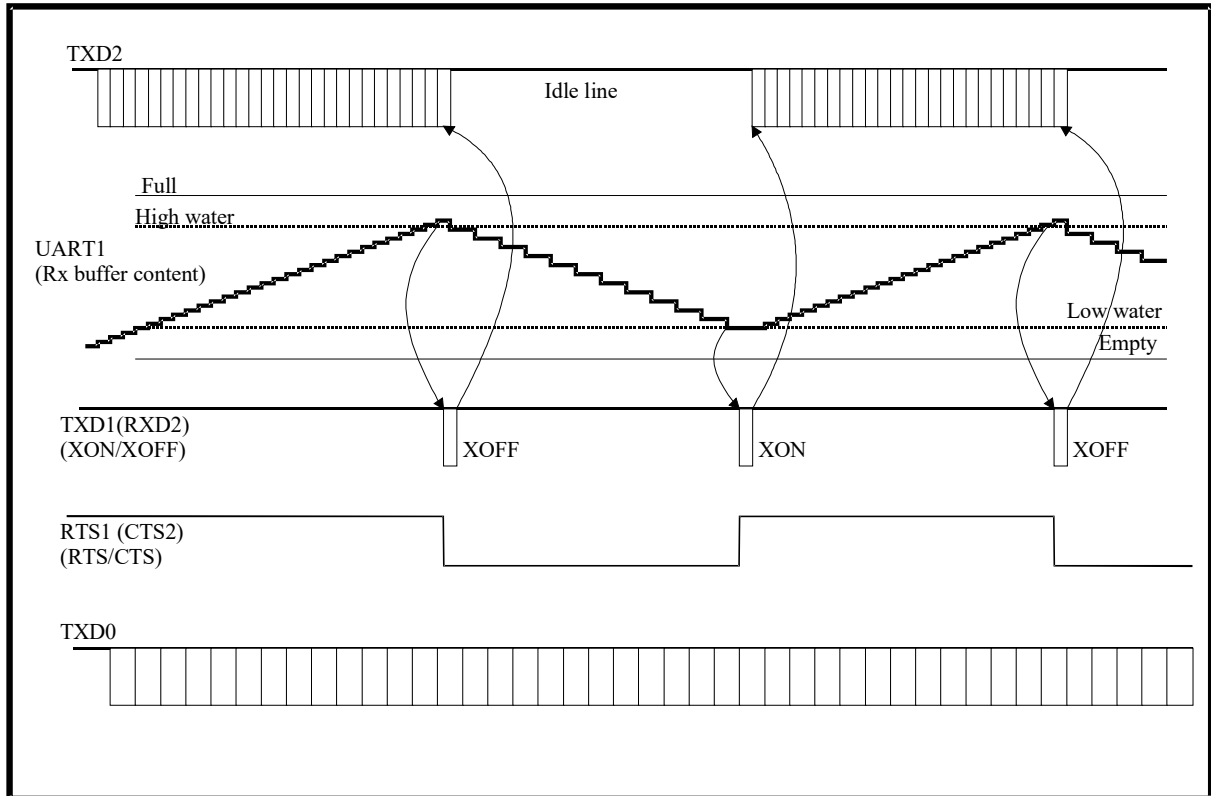 TXD2
Idle line
Full
High water
UART1
(Rx buffer content)
Low water
Empty
TXD1(RXD2)
(XON/XOFF)
XOFF
XON
XOFF
RTS1 (CTS2)
(RTS/CTS)
TXD0